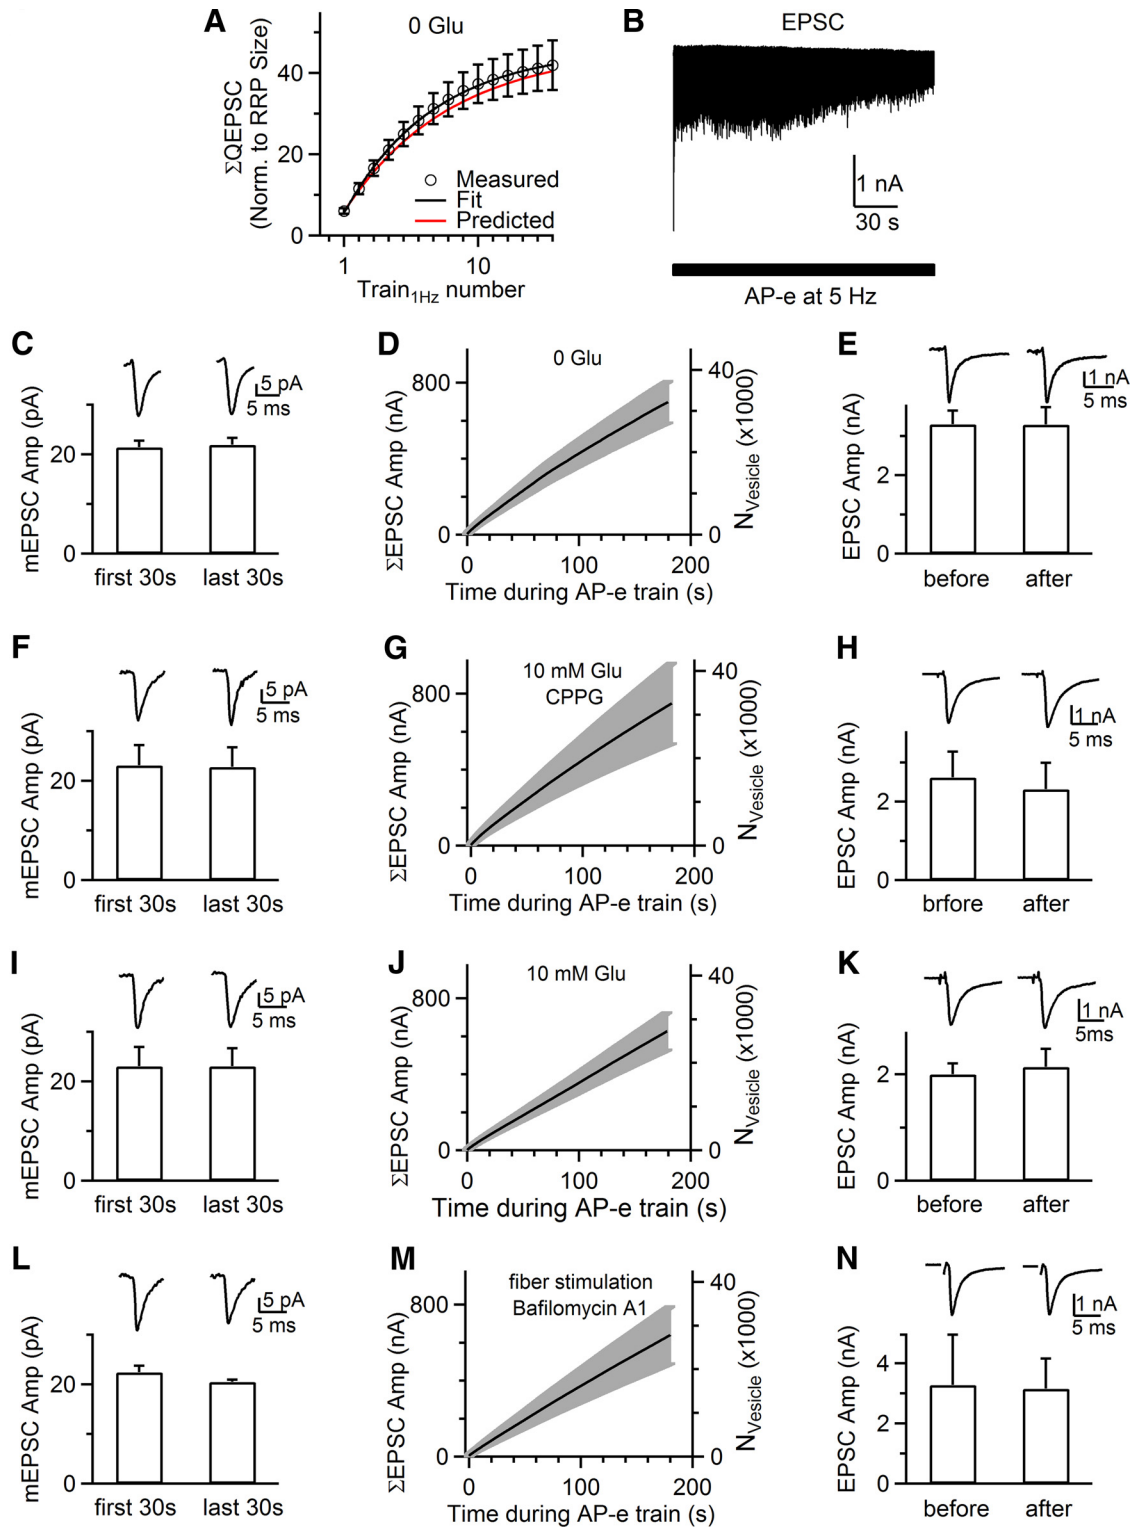 A
0 Glu
ΣQEPSC
(Norm. to RRP Size)
40
20
0
Measured
Fit
Predicted
1
10
Train1Hz number
B
EPSC
1 nA
30 s
AP-e at 5 Hz
C
5 pA
5 ms
mEPSC Amp (pA)
20
0
first 30s
last 30s
D
0 Glu
ΣEPSC Amp (nA)
800
400
0
NVesicle (x1000)
40
20
0
0
100
200
Time during AP-e train (s)
E
1 nA
5 ms
EPSC Amp (nA)
2
0
before
after
F
5 pA
5 ms
mEPSC Amp (pA)
20
0
first 30s
last 30s
G
10 mM Glu
CPPG
ΣEPSC Amp (nA)
800
400
0
NVesicle (x1000)
40
20
0
0
100
200
Time during AP-e train (s)
H
1 nA
5 ms
EPSC Amp (nA)
2
0
brfore
after
I
5 pA
5 ms
mEPSC Amp (pA)
20
0
first 30s
last 30s
J
10 mM Glu
ΣEPSC Amp (nA)
800
400
0
NVesicle (x1000)
40
20
0
0
100
200
Time during AP-e train (s)
K
1 nA
5ms
EPSC Amp (nA)
2
0
before
after
L
5 pA
5 ms
mEPSC Amp (pA)
20
0
first 30s
last 30s
M
fiber stimulation
Bafilomycin A1
ΣEPSC Amp (nA)
800
400
0
NVesicle (x1000)
40
20
0
0
100
200
Time during AP-e train (s)
N
1 nA
5 ms
EPSC Amp (nA)
4
2
0
before
after